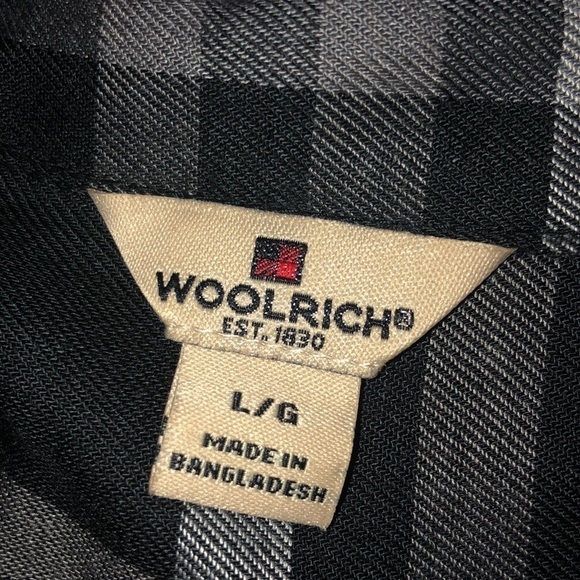 WOOLRICH®
EST. 1830
L/G
MADE IN
BANGLADESH